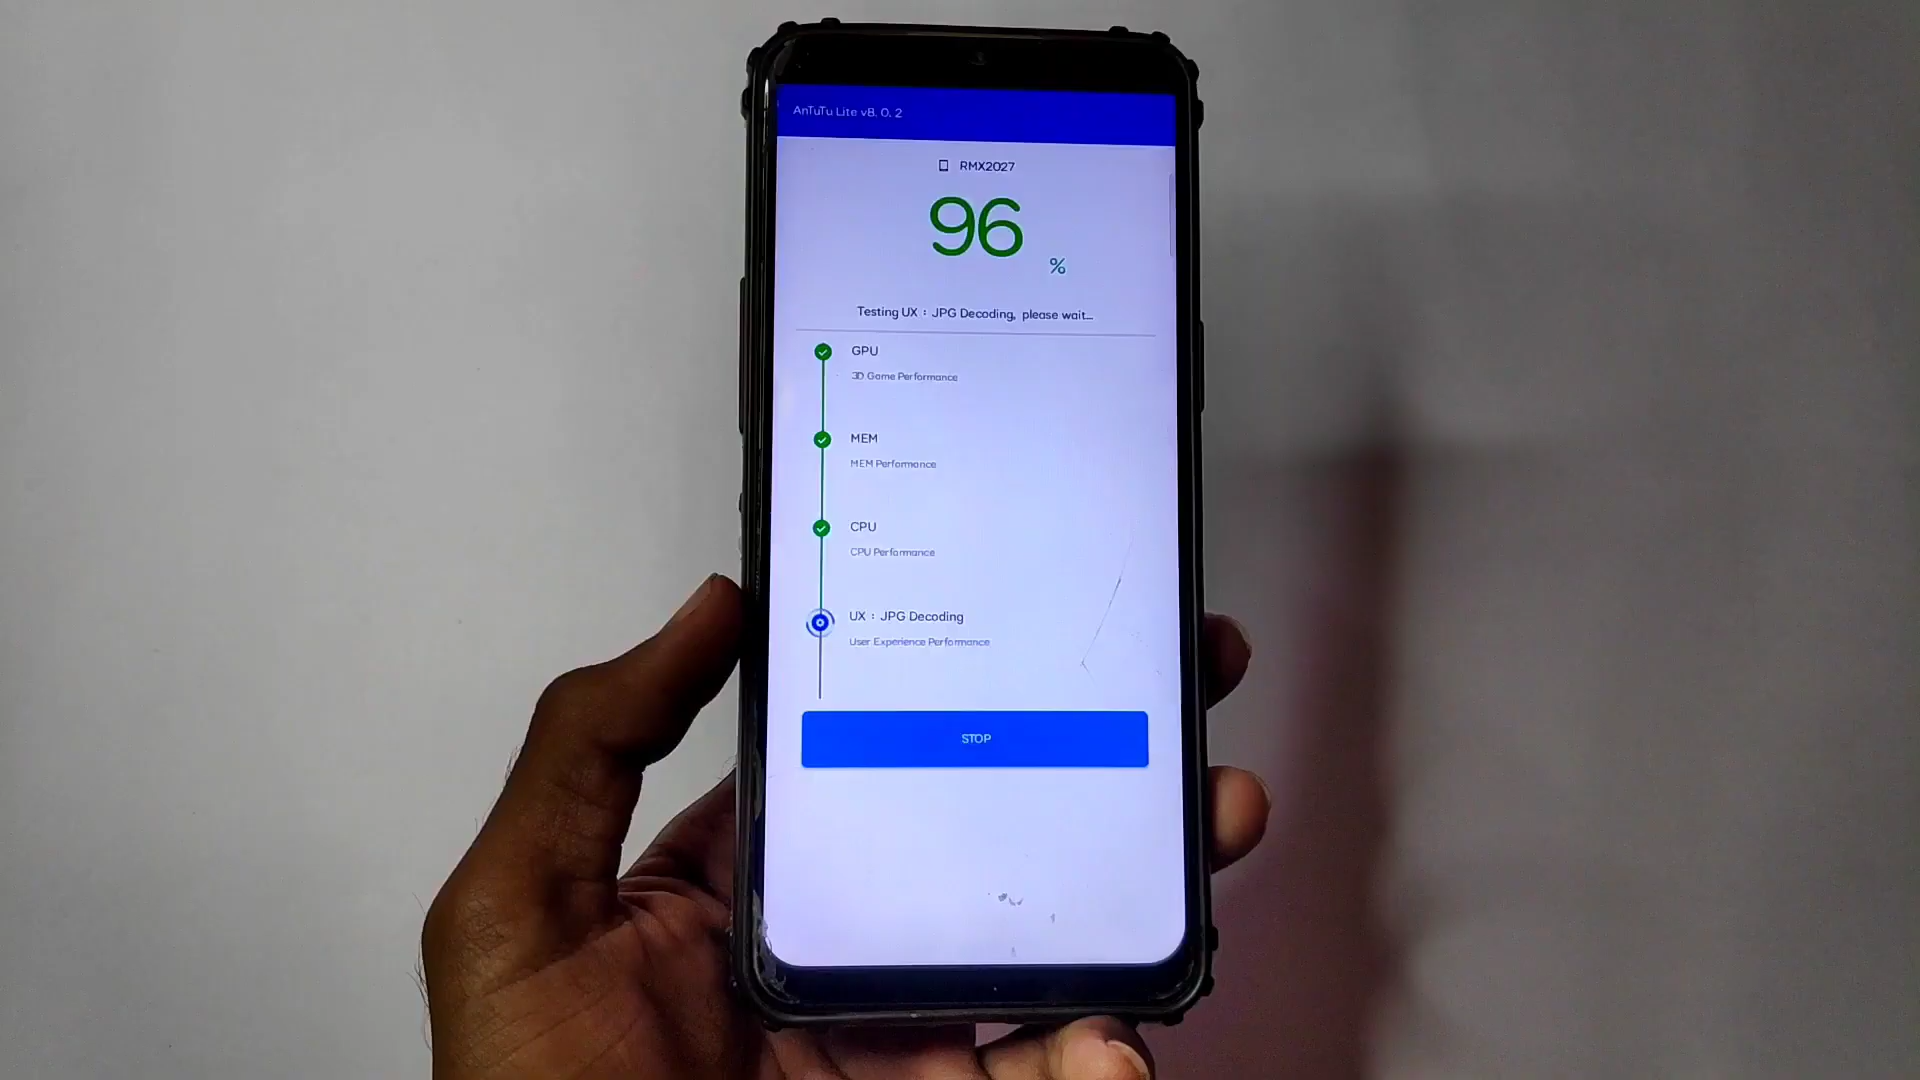 AnTuTu Lite v8. 0. 2
RMX2027
96
%
Testing UX : JPG Decoding, please wait...
GPU
3D Game Performance
MEM
MEM Performance
CPU
CPU Performance
UX : JPG Decoding
User Experience Performance
STOP